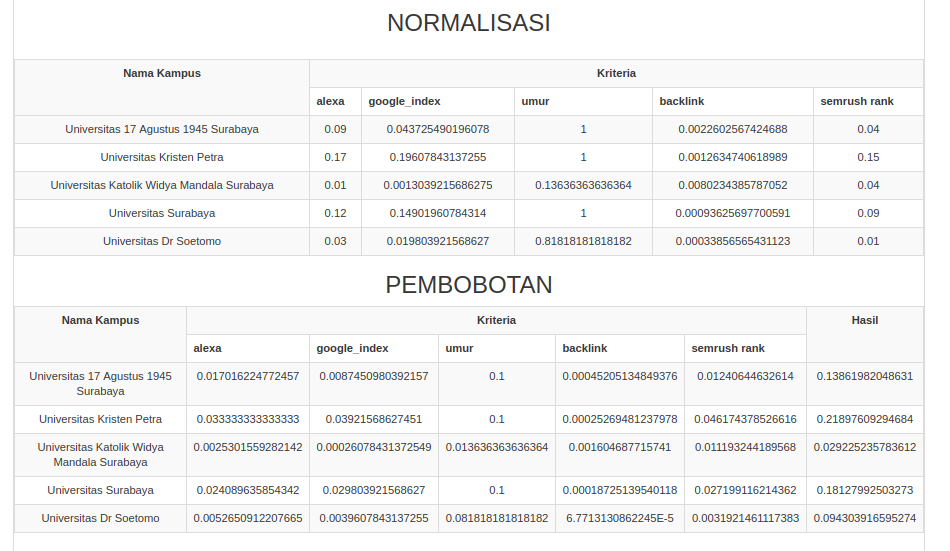 NORMALISASI
Nama Kampus Kriteria
alexa google_index umur backlink semrush rank
Universitas 17 Agustus 1945 Surabaya 0.09 0.043725490196078 1 0.0022602567424688 0.04
Universitas Kristen Petra 0.17 0.19607843137255 1 0.0012634740618989 0.15
Universitas Katolik Widya Mandala Surabaya 0.01 0.0013039215686275 0.13636363636364 0.0080234385787052 0.04
Universitas Surabaya 0.12 0.14901960784314 1 0.00093625697700591 0.09
Universitas Dr Soetomo 0.03 0.019803921568627 0.81818181818182 0.00033856565431123 0.01
PEMBOBOTAN
Nama Kampus Kriteria Hasil
alexa google_index umur backlink semrush rank
Universitas 17 Agustus 1945 0.017016224772457 0.0087450980392157 0.1 0.00045205134849376 0.01240644632614 0.13861982048631
Surabaya
Universitas Kristen Petra 0.033333333333333 0.03921568627451 0.1 0.00025269481237978 0.046174378526616 0.21897609294684
Universitas Katolik Widya 0.0025301559282142 0.00026078431372549 0.013636363636364 0.001604687715741 0.011193244189568 0.029225235783612
Mandala Surabaya
Universitas Surabaya 0.024089635854342 0.029803921568627 0.1 0.00018725139540118 0.027199116214362 0.18127992503273
Universitas Dr Soetomo 0.0052650912207665 0.0039607843137255 0.081818181818182 6.7713130862245E-5 0.0031921461117383 0.094303916595274